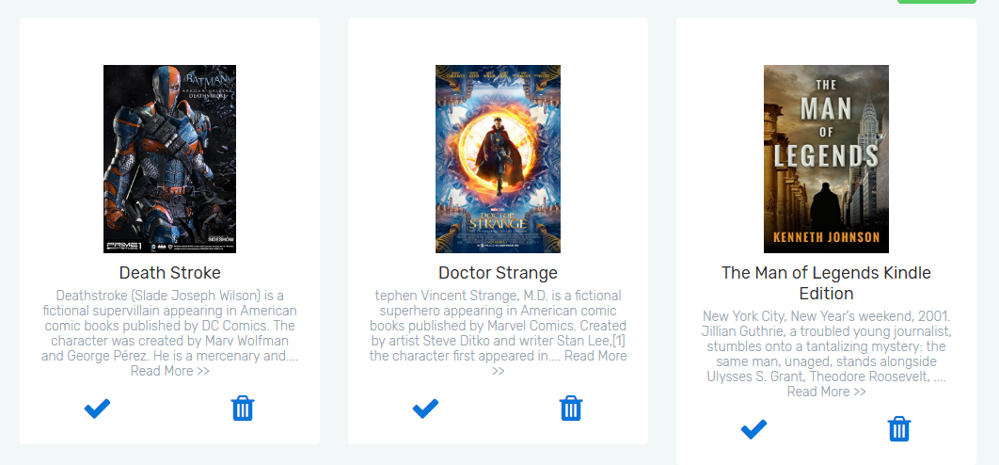 BATMAN
ARKHAM ORIGINS
DEATHSTROKE
PRIME 1
SIDESHOW
Death Stroke
Deathstroke (Slade Joseph Wilson) is a
fictional supervillain appearing in American
comic books published by DC Comics. The
character was created by Marv Wolfman
and George Pérez. He is a mercenary and....
Read More >>
DOCTOR
STRANGE
Doctor Strange
tephen Vincent Strange, M.D. is a fictional
superhero appearing in American comic
books published by Marvel Comics. Created
by artist Steve Ditko and writer Stan Lee,[1]
the character first appeared in.... Read More
>>
THE
MAN
OF
LEGENDS
KENNETH JOHNSON
The Man of Legends Kindle
Edition
New York City, New Year's weekend, 2001.
Jillian Guthrie, a troubled young journalist,
stumbles onto a tantalizing mystery: the
same man, unaged, stands alongside
Ulysses S. Grant, Theodore Roosevelt, ....
Read More >>